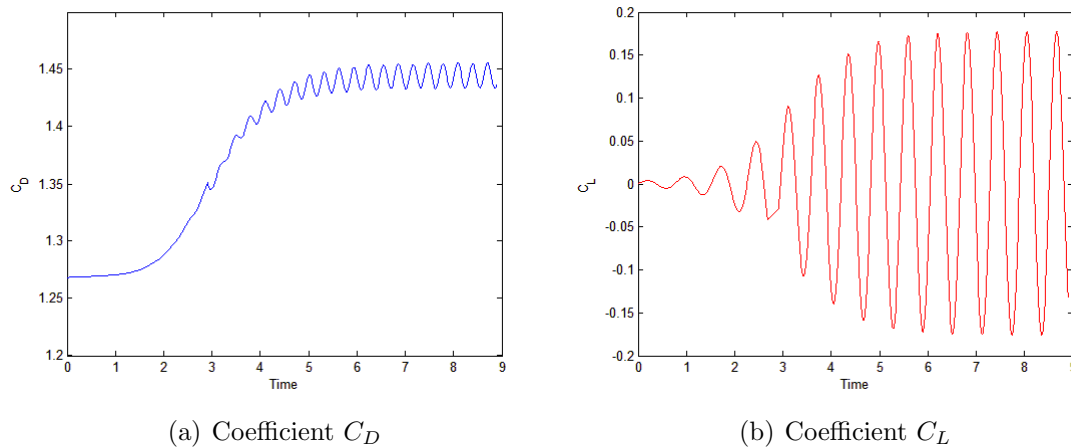 1.45
1.4
1.35
1.3
1.25
1.2
C_D
0 1 2 3 4 5 6 7 8 9
Time
(a) Coefficient C_D
0.2
0.15
0.1
0.05
0
-0.05
-0.1
-0.15
-0.2
C_L
0 1 2 3 4 5 6 7 8 9
Time
(b) Coefficient C_L